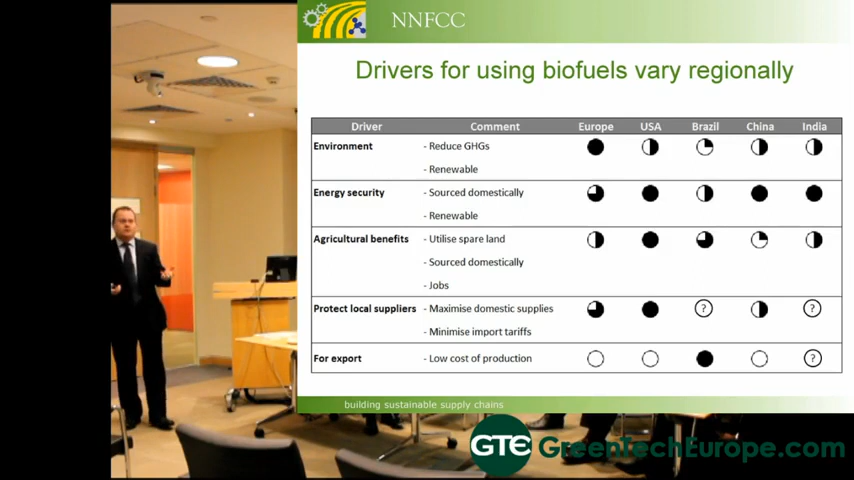 NNFCC
Drivers for using biofuels vary regionally
Driver Comment Europe USA Brazil China India
Environment - Reduce GHGs
- Renewable
Energy security - Sourced domestically
- Renewable
Agricultural benefits - Utilise spare land
- Sourced domestically
- Jobs
Protect local suppliers - Maximise domestic supplies ? ?
- Minimise import tariffs
For export - Low cost of production ?
building sustainable supply chains
GTE GreenTechEurope.com